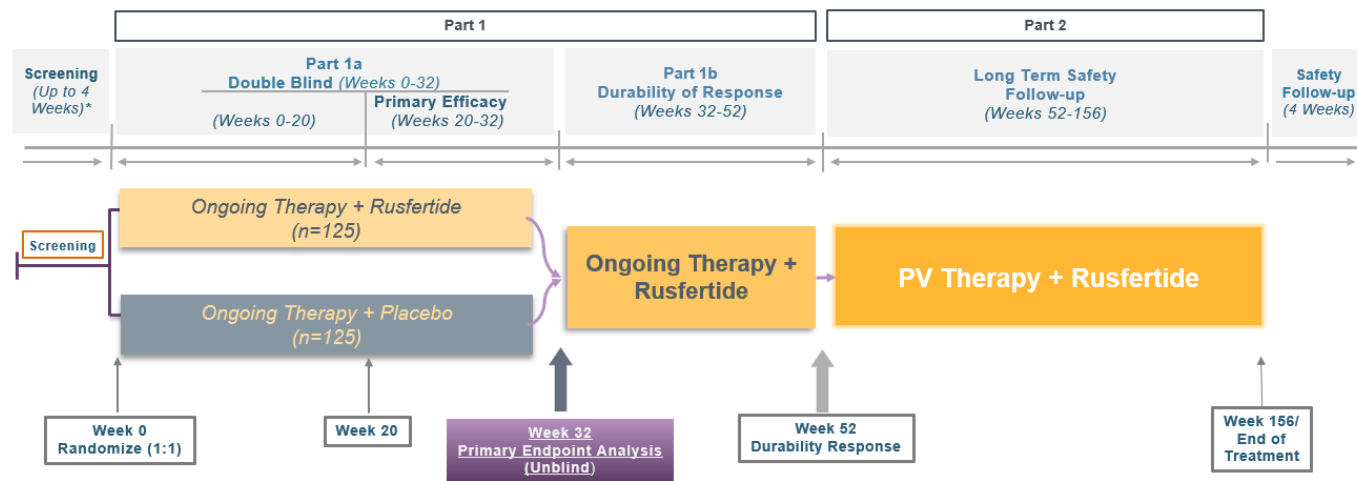 Part 1
Part 2
Screening
(Up to 4
Weeks)*
Part 1a
Double Blind (Weeks 0-32)
(Weeks 0-20)
Primary Efficacy
(Weeks 20-32)
Part 1b
Durability of Response
(Weeks 32-52)
Long Term Safety
Follow-up
(Weeks 52-156)
Safety
Follow-up
(4 Weeks)
Screening
Ongoing Therapy + Rusfertide
(n=125)
Ongoing Therapy + Placebo
(n=125)
Ongoing Therapy +
Rusfertide
PV Therapy + Rusfertide
Week 0
Randomize (1:1)
Week 20
Week 32
Primary Endpoint Analysis
(Unblind)
Week 52
Durability Response
Week 156/
End of
Treatment